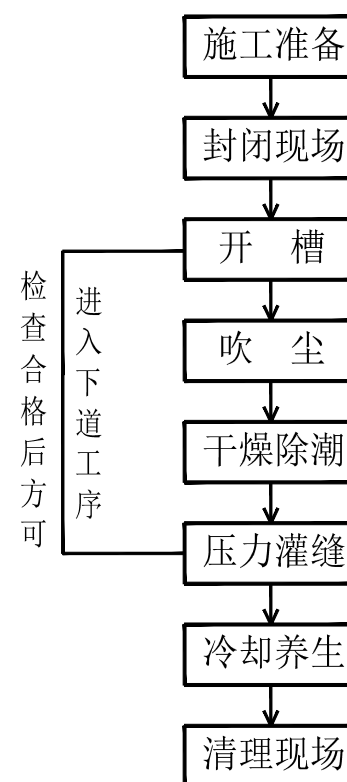 施工准备
封闭现场
开 槽
检查合格后方可
进入下道工序
吹 尘
干燥除潮
压力灌缝
冷却养生
清理现场